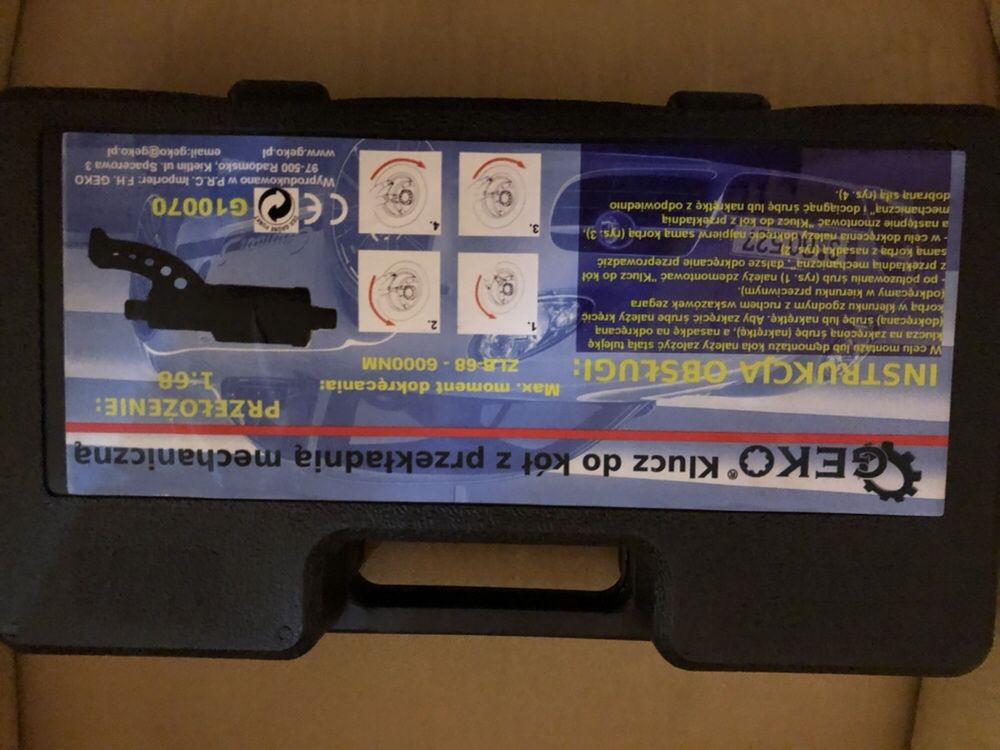 GEKO® Klucz do kół z przekładnią mechaniczną
INSTRUKCJA OBSŁUGI:
W celu montażu lub demontażu koła należy założyć stałą tulejkę
klucza na zakręconą śrubę (nakrętkę), a nasadkę na odkręcaną
(dokręcaną) śrubę lub nakrętkę. Aby zakręcić śrubę należy kręcić
korbą w kierunku zgodnym z ruchem wskazówek zegara
(odkręcamy w kierunku przeciwnym).
- po poluzowaniu śrub (rys. 1) należy zdemontować "Klucz do kół
z przekładnią mechaniczną" dalsze odkręcanie przeprowadzić
samą korbą z nasadką (rys. 2).
- w celu dokręcenia należy dokręcić najpierw samą korbą (rys. 3),
a następnie zmontować "Klucz do kół z przekładnią
mechaniczną" i dociągnąć śrubę lub nakrętkę z odpowiednio
dobraną siłą (rys. 4).
Max. moment dokręcania:
ZLB-68 - 6000NM
1.
2.
3.
4.
PRZEŁOŻENIE:
1:68
CE
G10070
Wyprodukowano w P.R.C. Importer: F.H. GEKO
97-500 Radomsko, Kietlin ul. Spacerowa 3
www.geko.pl email:geko@geko.pl